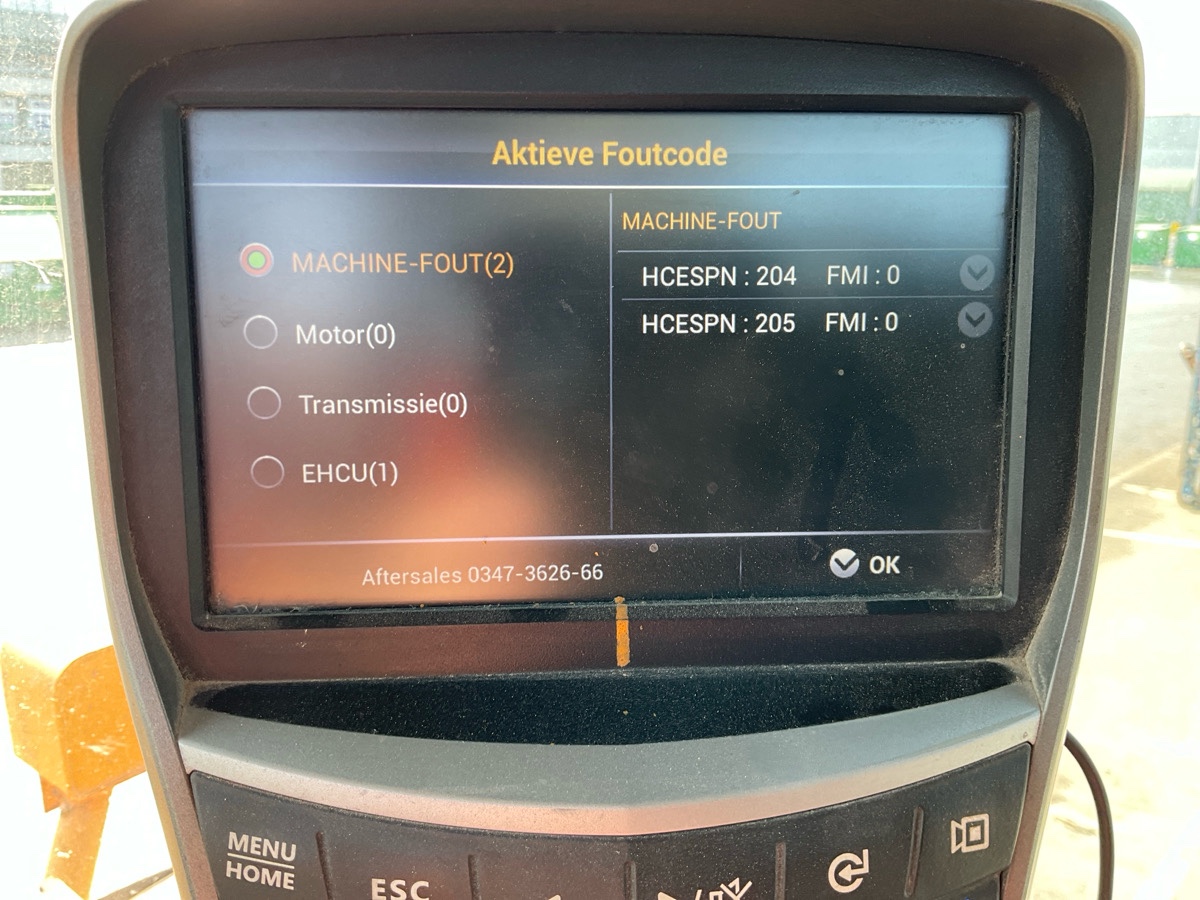 Aktieve Foutcode
MACHINE-FOUT(2)
Motor(0)
Transmissie(0)
EHCU(1)
MACHINE-FOUT
HCESPN : 204 FMI : 0
HCESPN : 205 FMI : 0
Aftersales 0347-3626-66
OK
MENU
HOME
ESC